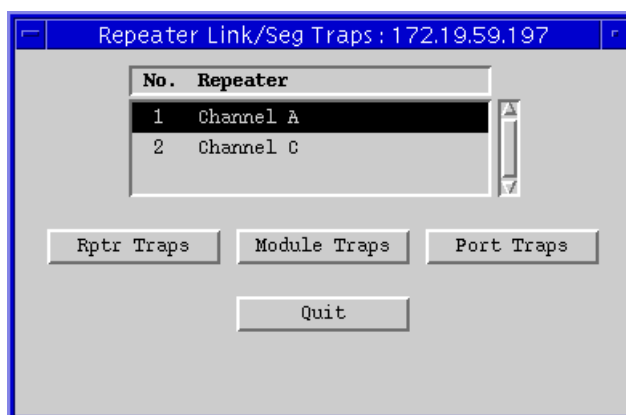 Repeater Link/Seg Traps : 172.19.59.197
No. Repeater
1 Channel A
2 Channel C
Rptr Traps Module Traps Port Traps
Quit